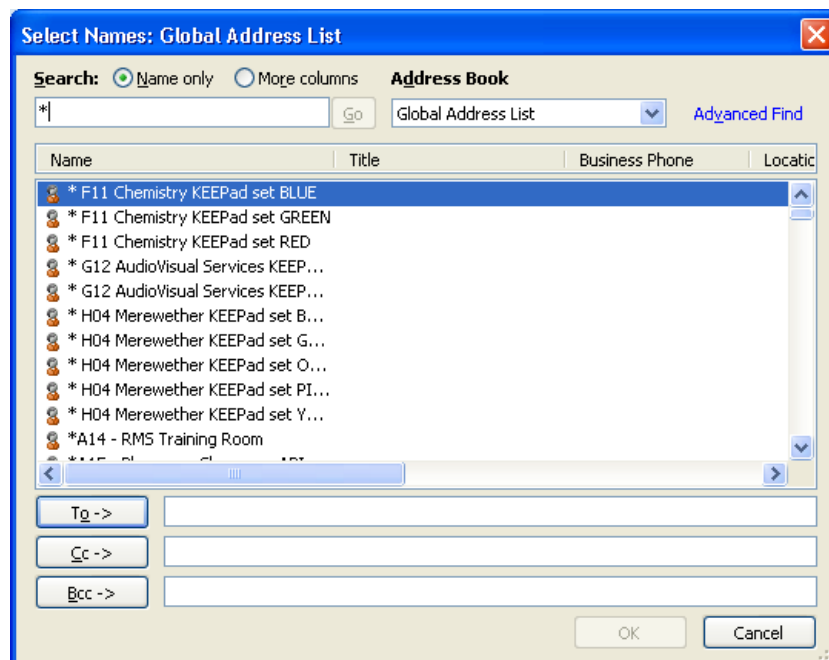 Select Names: Global Address List
Search: Name only More columns Address Book
* Go Global Address List Advanced Find
Name Title Business Phone Locatic
* F11 Chemistry KEEPad set BLUE
* F11 Chemistry KEEPad set GREEN
* F11 Chemistry KEEPad set RED
* G12 AudioVisual Services KEEP...
* G12 AudioVisual Services KEEP...
* H04 Merewether KEEPad set B...
* H04 Merewether KEEPad set G...
* H04 Merewether KEEPad set O...
* H04 Merewether KEEPad set PI...
* H04 Merewether KEEPad set Y...
*A14 - RMS Training Room
To ->
Cc ->
Bcc ->
OK Cancel